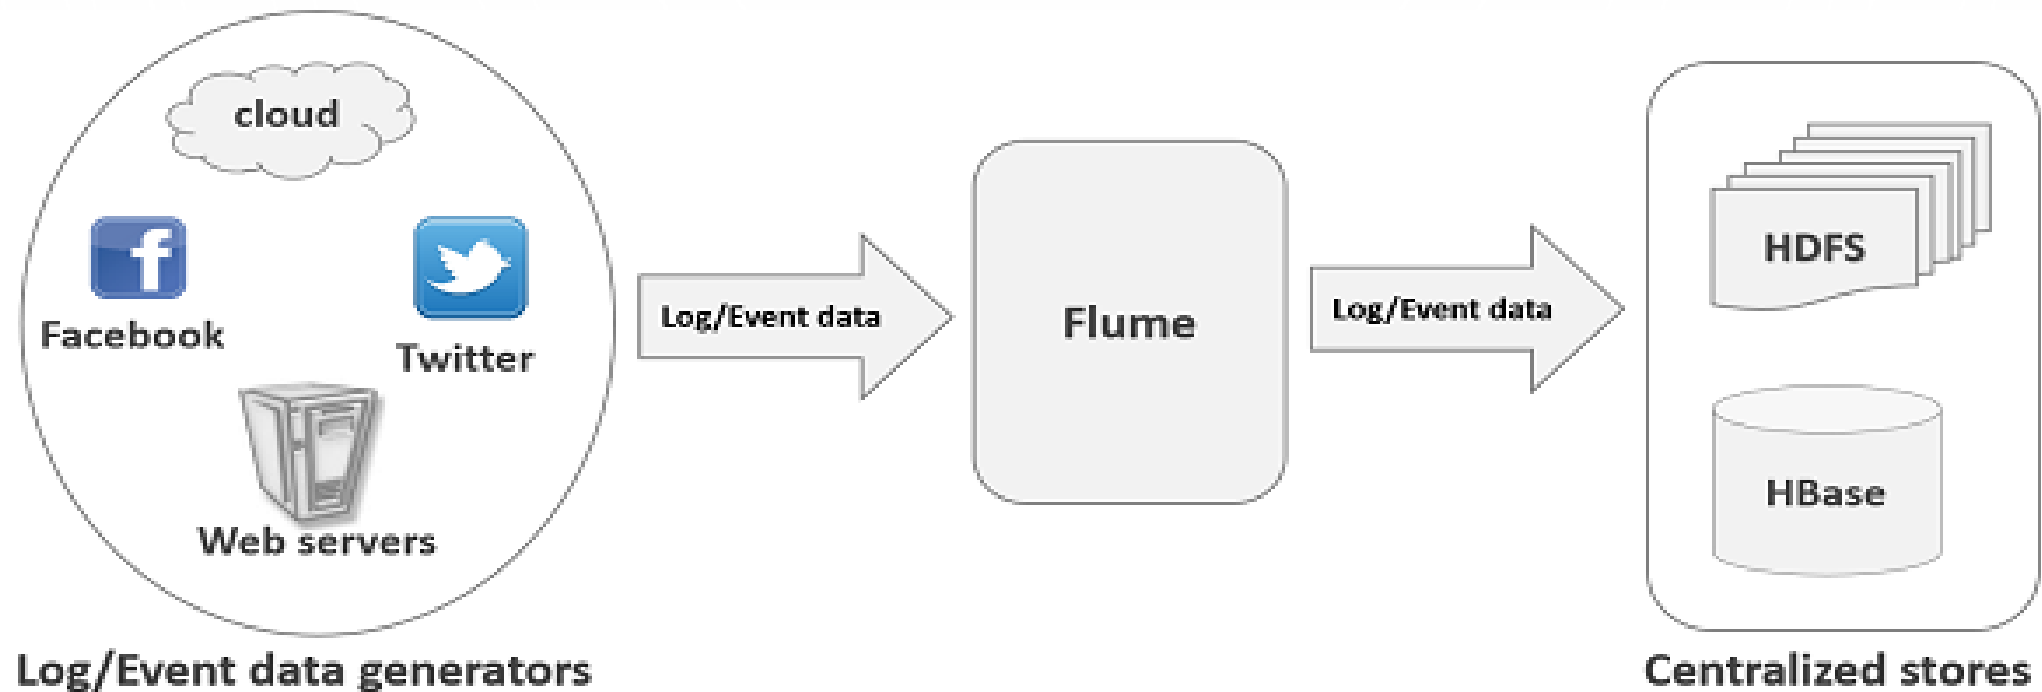 cloud
Facebook
Twitter
Web servers
Log/Event data generators
Log/Event data
Flume
Log/Event data
HDFS
HBase
Centralized stores